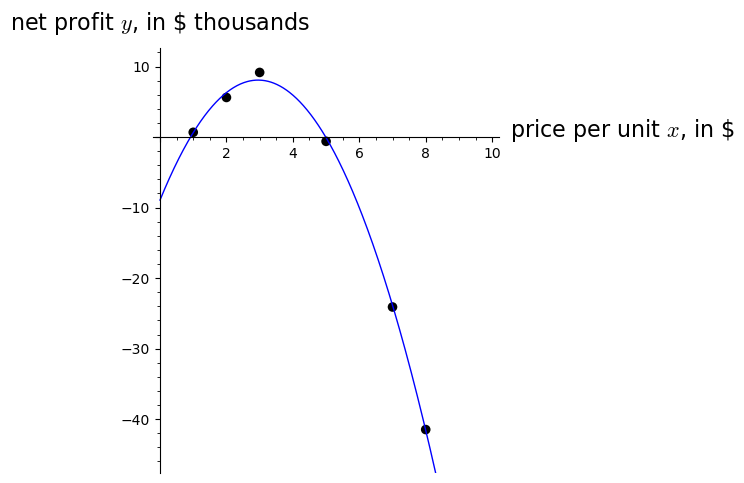 net profit y, in $ thousands
10
price per unit x, in $
2 4 6 8 10
−10
−20
−30
−40